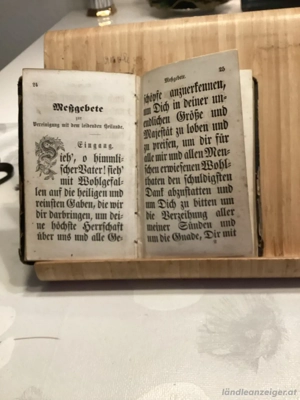 24
Meßgebete
zur
Vereinigung mit dem leidenden Heilande.
Eingang.
Sieh', o himmli-
scher Vater! sieh'
mit Wohlgefal-
len auf die heiligen und
reinsten Gaben, die wir
dir darbringen, um dei-
ne höchste Herrschaft
über uns und alle Ge-
Meßgebete.
25
schöpfe anzuerkennen,
um Dich in deiner un-
endlichen Größe und
Majestät zu loben und
zu preisen, um dir für
alle mir und allen Men-
schen erwiesenen Wohl-
thaten den schuldigsten
Dank abzustatten und
um Dich zu bitten um
die Verzeihung aller
meiner Sünden und
um die Gnade, Dir mit
ländleanzeiger.at